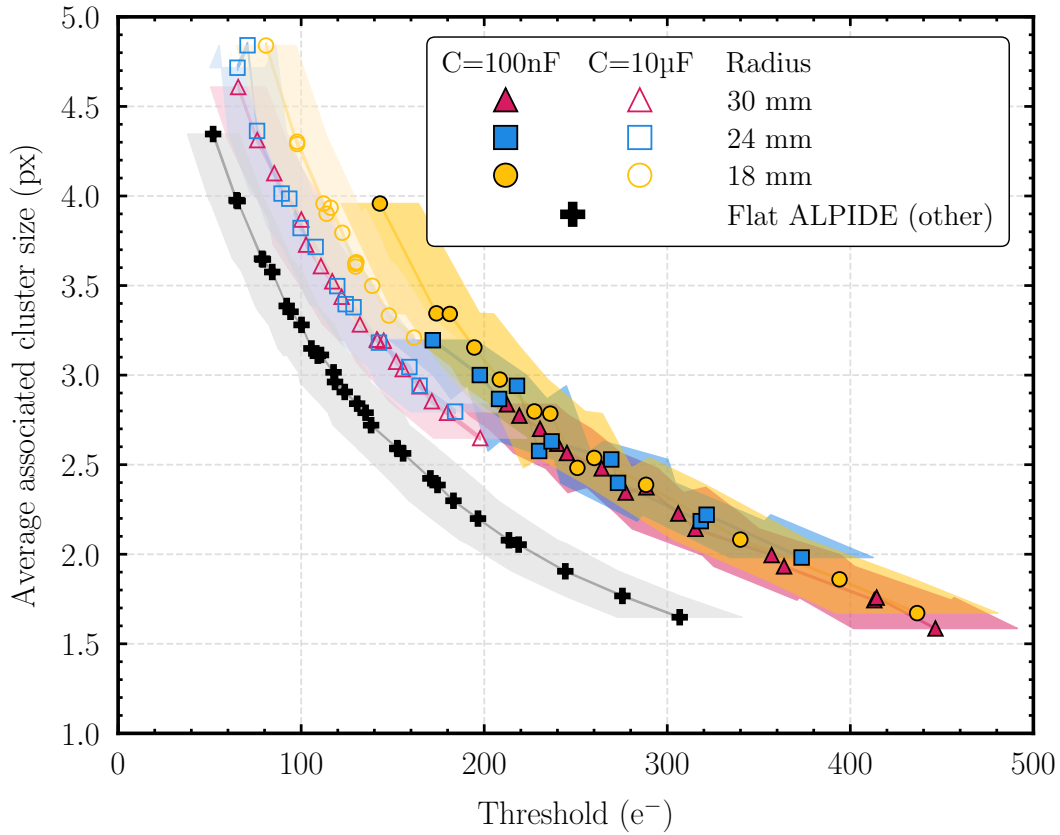 5.0
4.5
4.0
3.5
3.0
2.5
2.0
1.5
1.0
Average associated cluster size (px)
C=100nF C=10µF Radius
30 mm
24 mm
18 mm
Flat ALPIDE (other)
0 100 200 300 400 500
Threshold (e⁻)